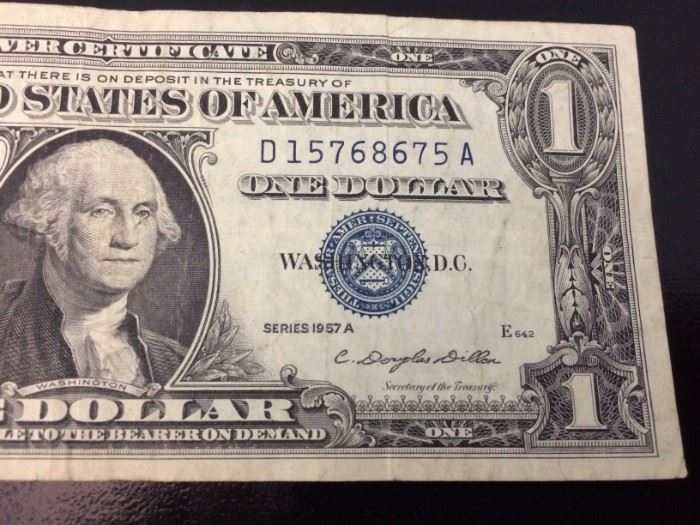 VER CERTIFICATE ONE
AT THERE IS ON DEPOSIT IN THE TREASURY OF
D STATES OF AMERICA
ONE
1
D 15768675 A
ONE DOLLAR
WASHINGTON, D.C.
ONE
SERIES 1957 A
E 642
C. Douglas Dillon
Secretary of the Treasury.
WASHINGTON
DOLLAR
LE TO THE BEARER ON DEMAND
ONE
1